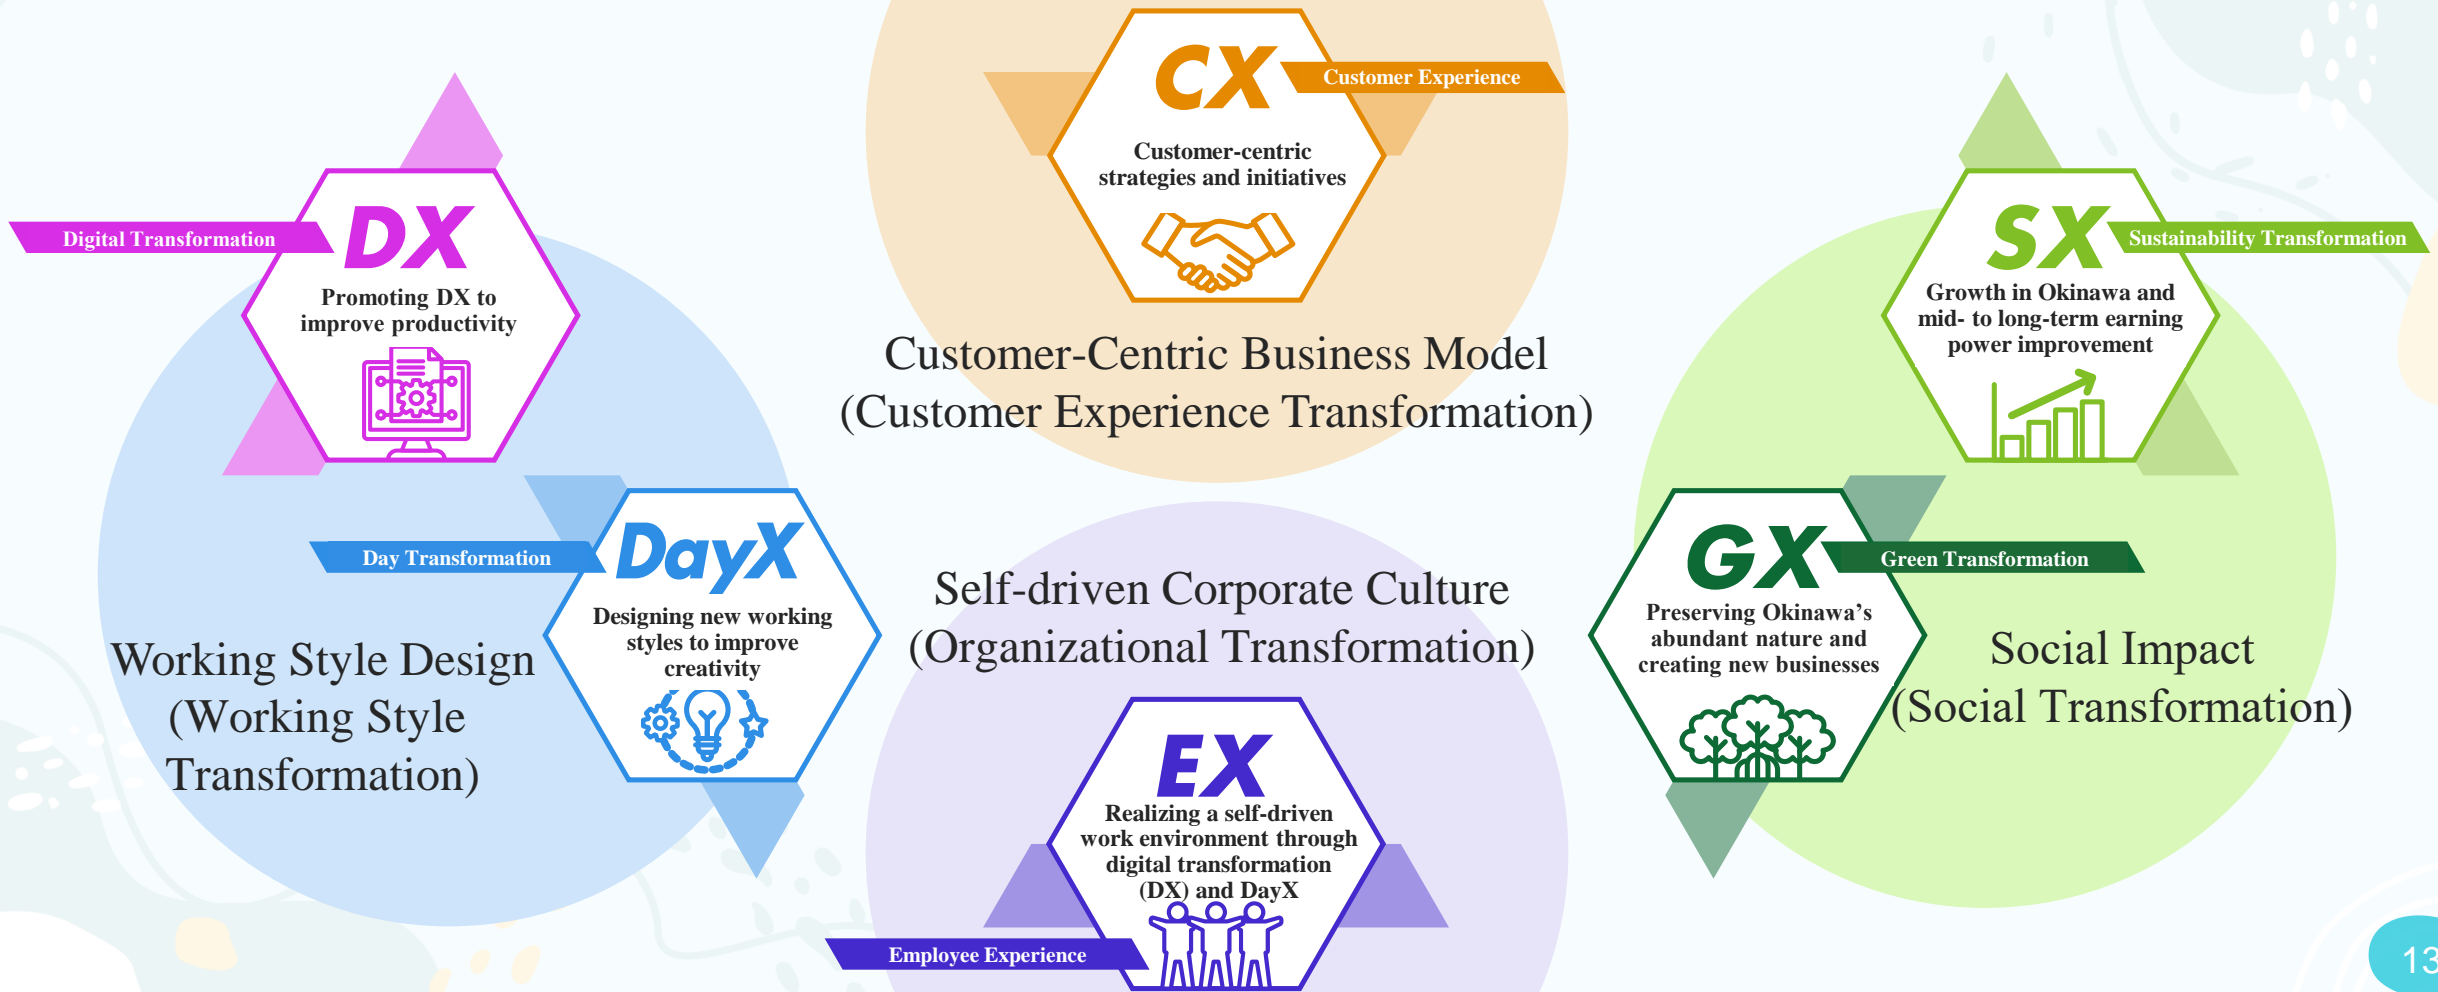 CX
Customer Experience
Customer-centric
strategies and initiatives
Customer-Centric Business Model
(Customer Experience Transformation)
DX
Digital Transformation
Promoting DX to
improve productivity
DayX
Day Transformation
Designing new working
styles to improve
creativity
Working Style Design
(Working Style
Transformation)
Self-driven Corporate Culture
(Organizational Transformation)
EX
Realizing a self-driven
work environment through
digital transformation
(DX) and DayX
Employee Experience
SX
Sustainability Transformation
Growth in Okinawa and
mid- to long-term earning
power improvement
GX
Green Transformation
Preserving Okinawa’s
abundant nature and
creating new businesses
Social Impact
(Social Transformation)
13